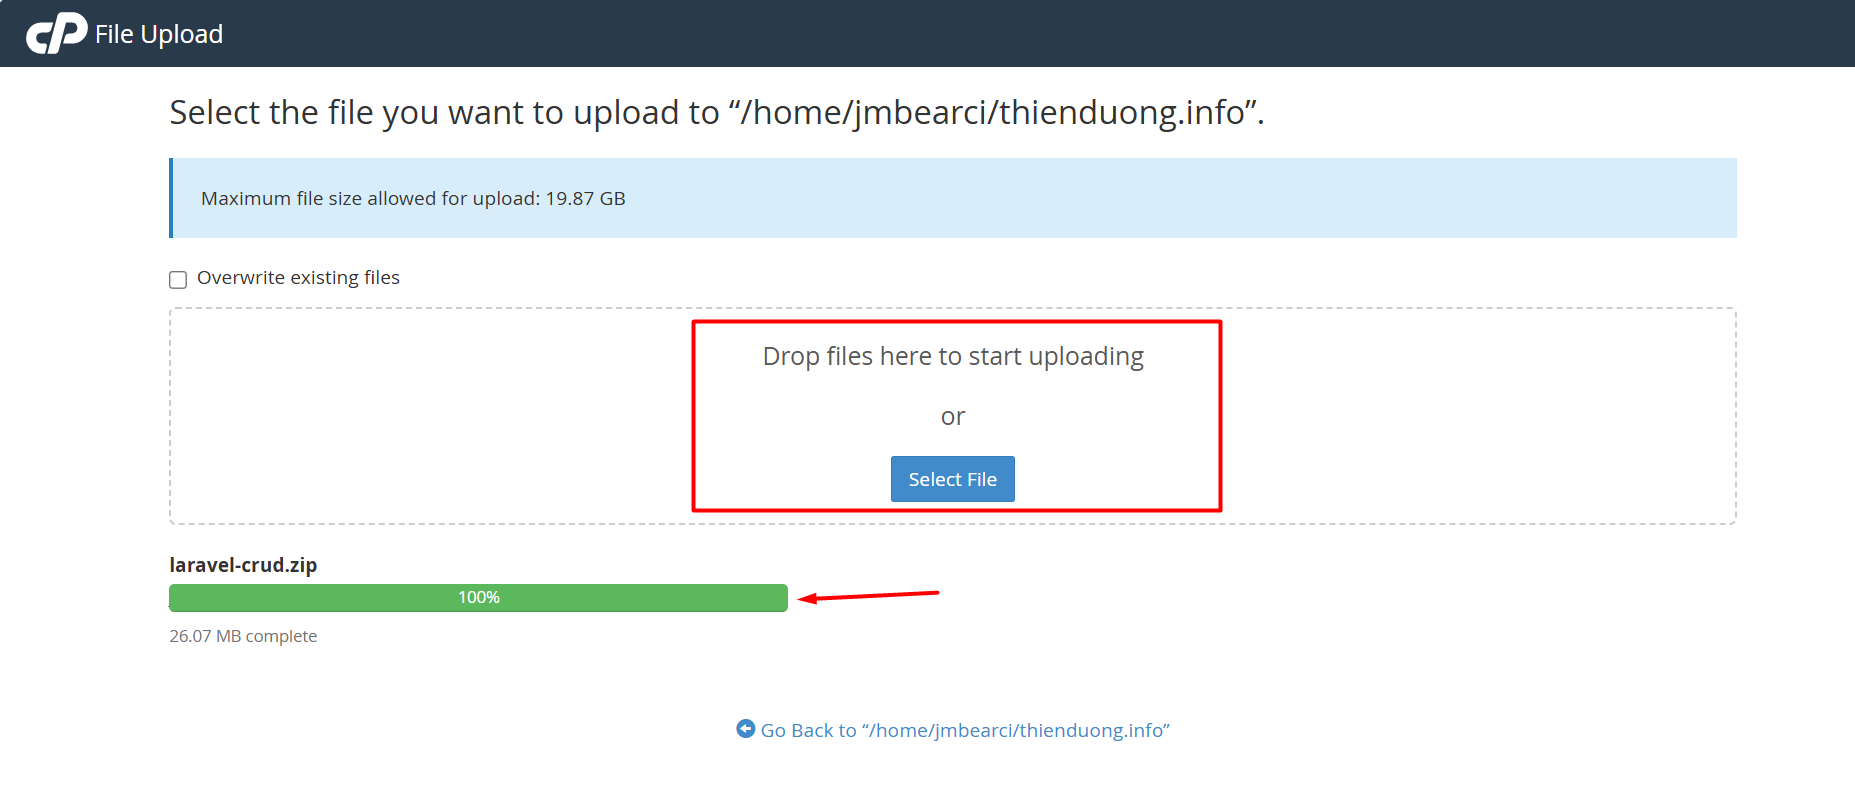 cP File Upload
Select the file you want to upload to “/home/jmbearci/thienduong.info”.
Maximum file size allowed for upload: 19.87 GB
Overwrite existing files
Drop files here to start uploading
or
Select File
laravel-crud.zip
100%
26.07 MB complete
Go Back to “/home/jmbearci/thienduong.info”